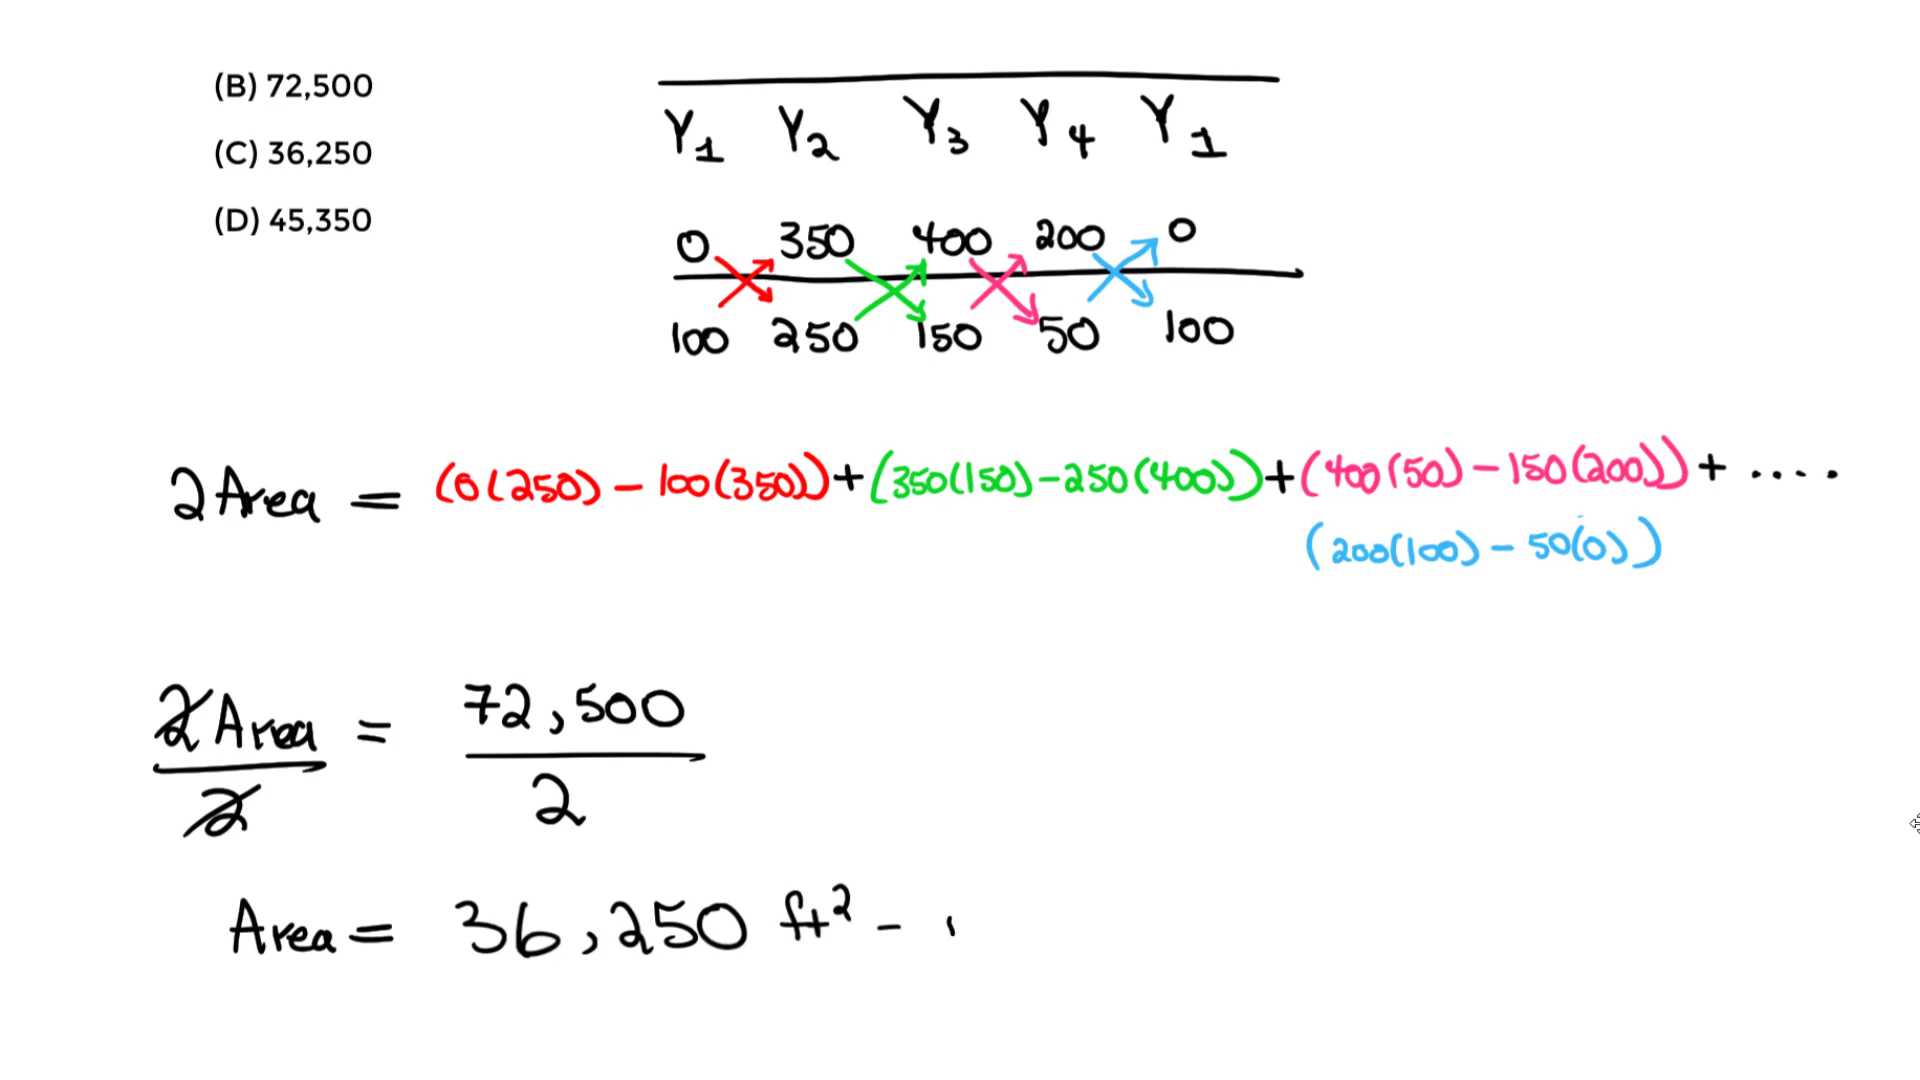 (B) 72,500
(C) 36,250
(D) 45,350
Y1 Y2 Y3 Y4 Y1
0 350 400 200 0
100 250 150 50 100
2Area = (0(250) - 100(350)) + (350(150) - 250(400)) + (400(50) - 150(200)) + ....
(200(100) - 50(0))
2Area = 72,500
2 2
Area = 36,250 ft² -